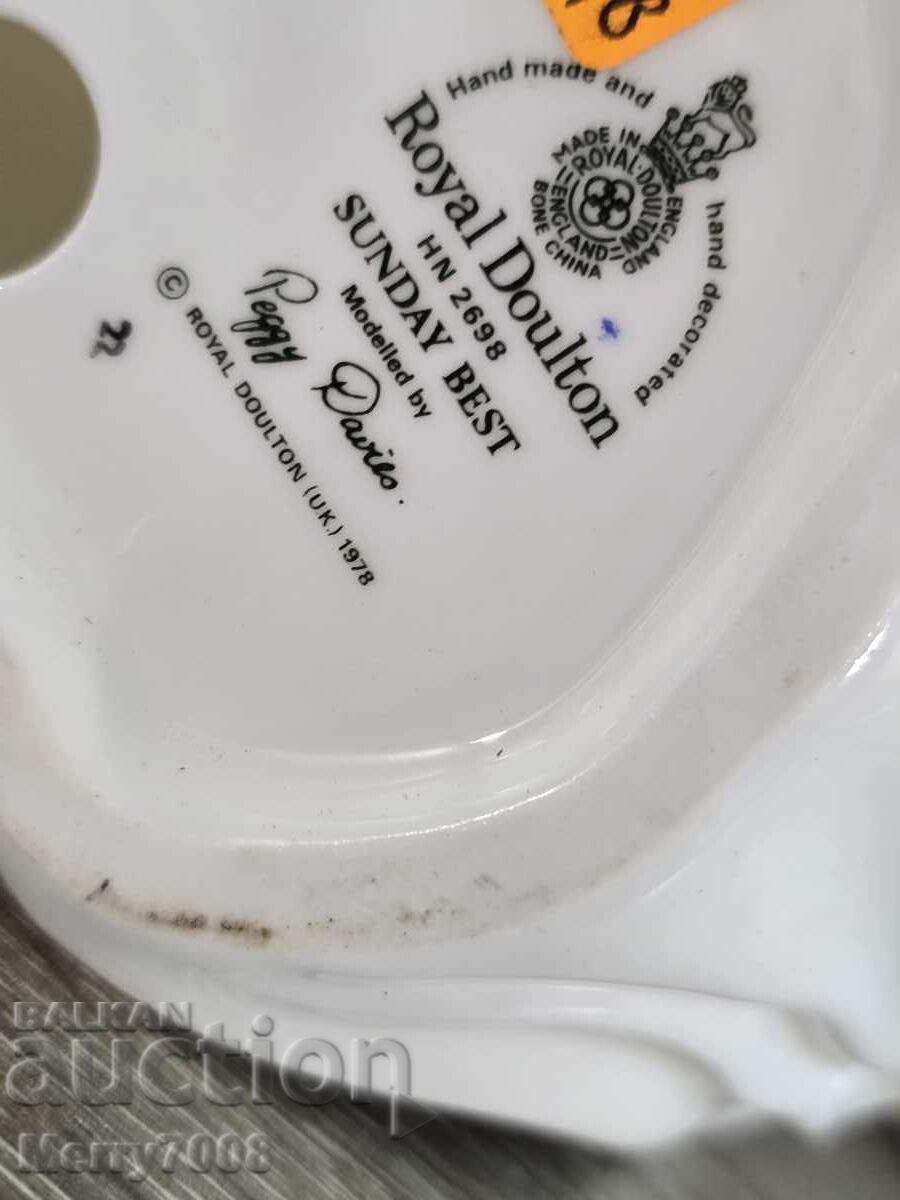 Hand made and
hand decorated
MADE IN ENGLAND
ROYAL·DOULTON
ENGLAND
BONE CHINA
Royal Doulton
HN 2698
SUNDAY BEST
Modelled by
Peggy Davies.
© ROYAL DOULTON (U.K.) 1978
BALKAN
auction
Merry7008